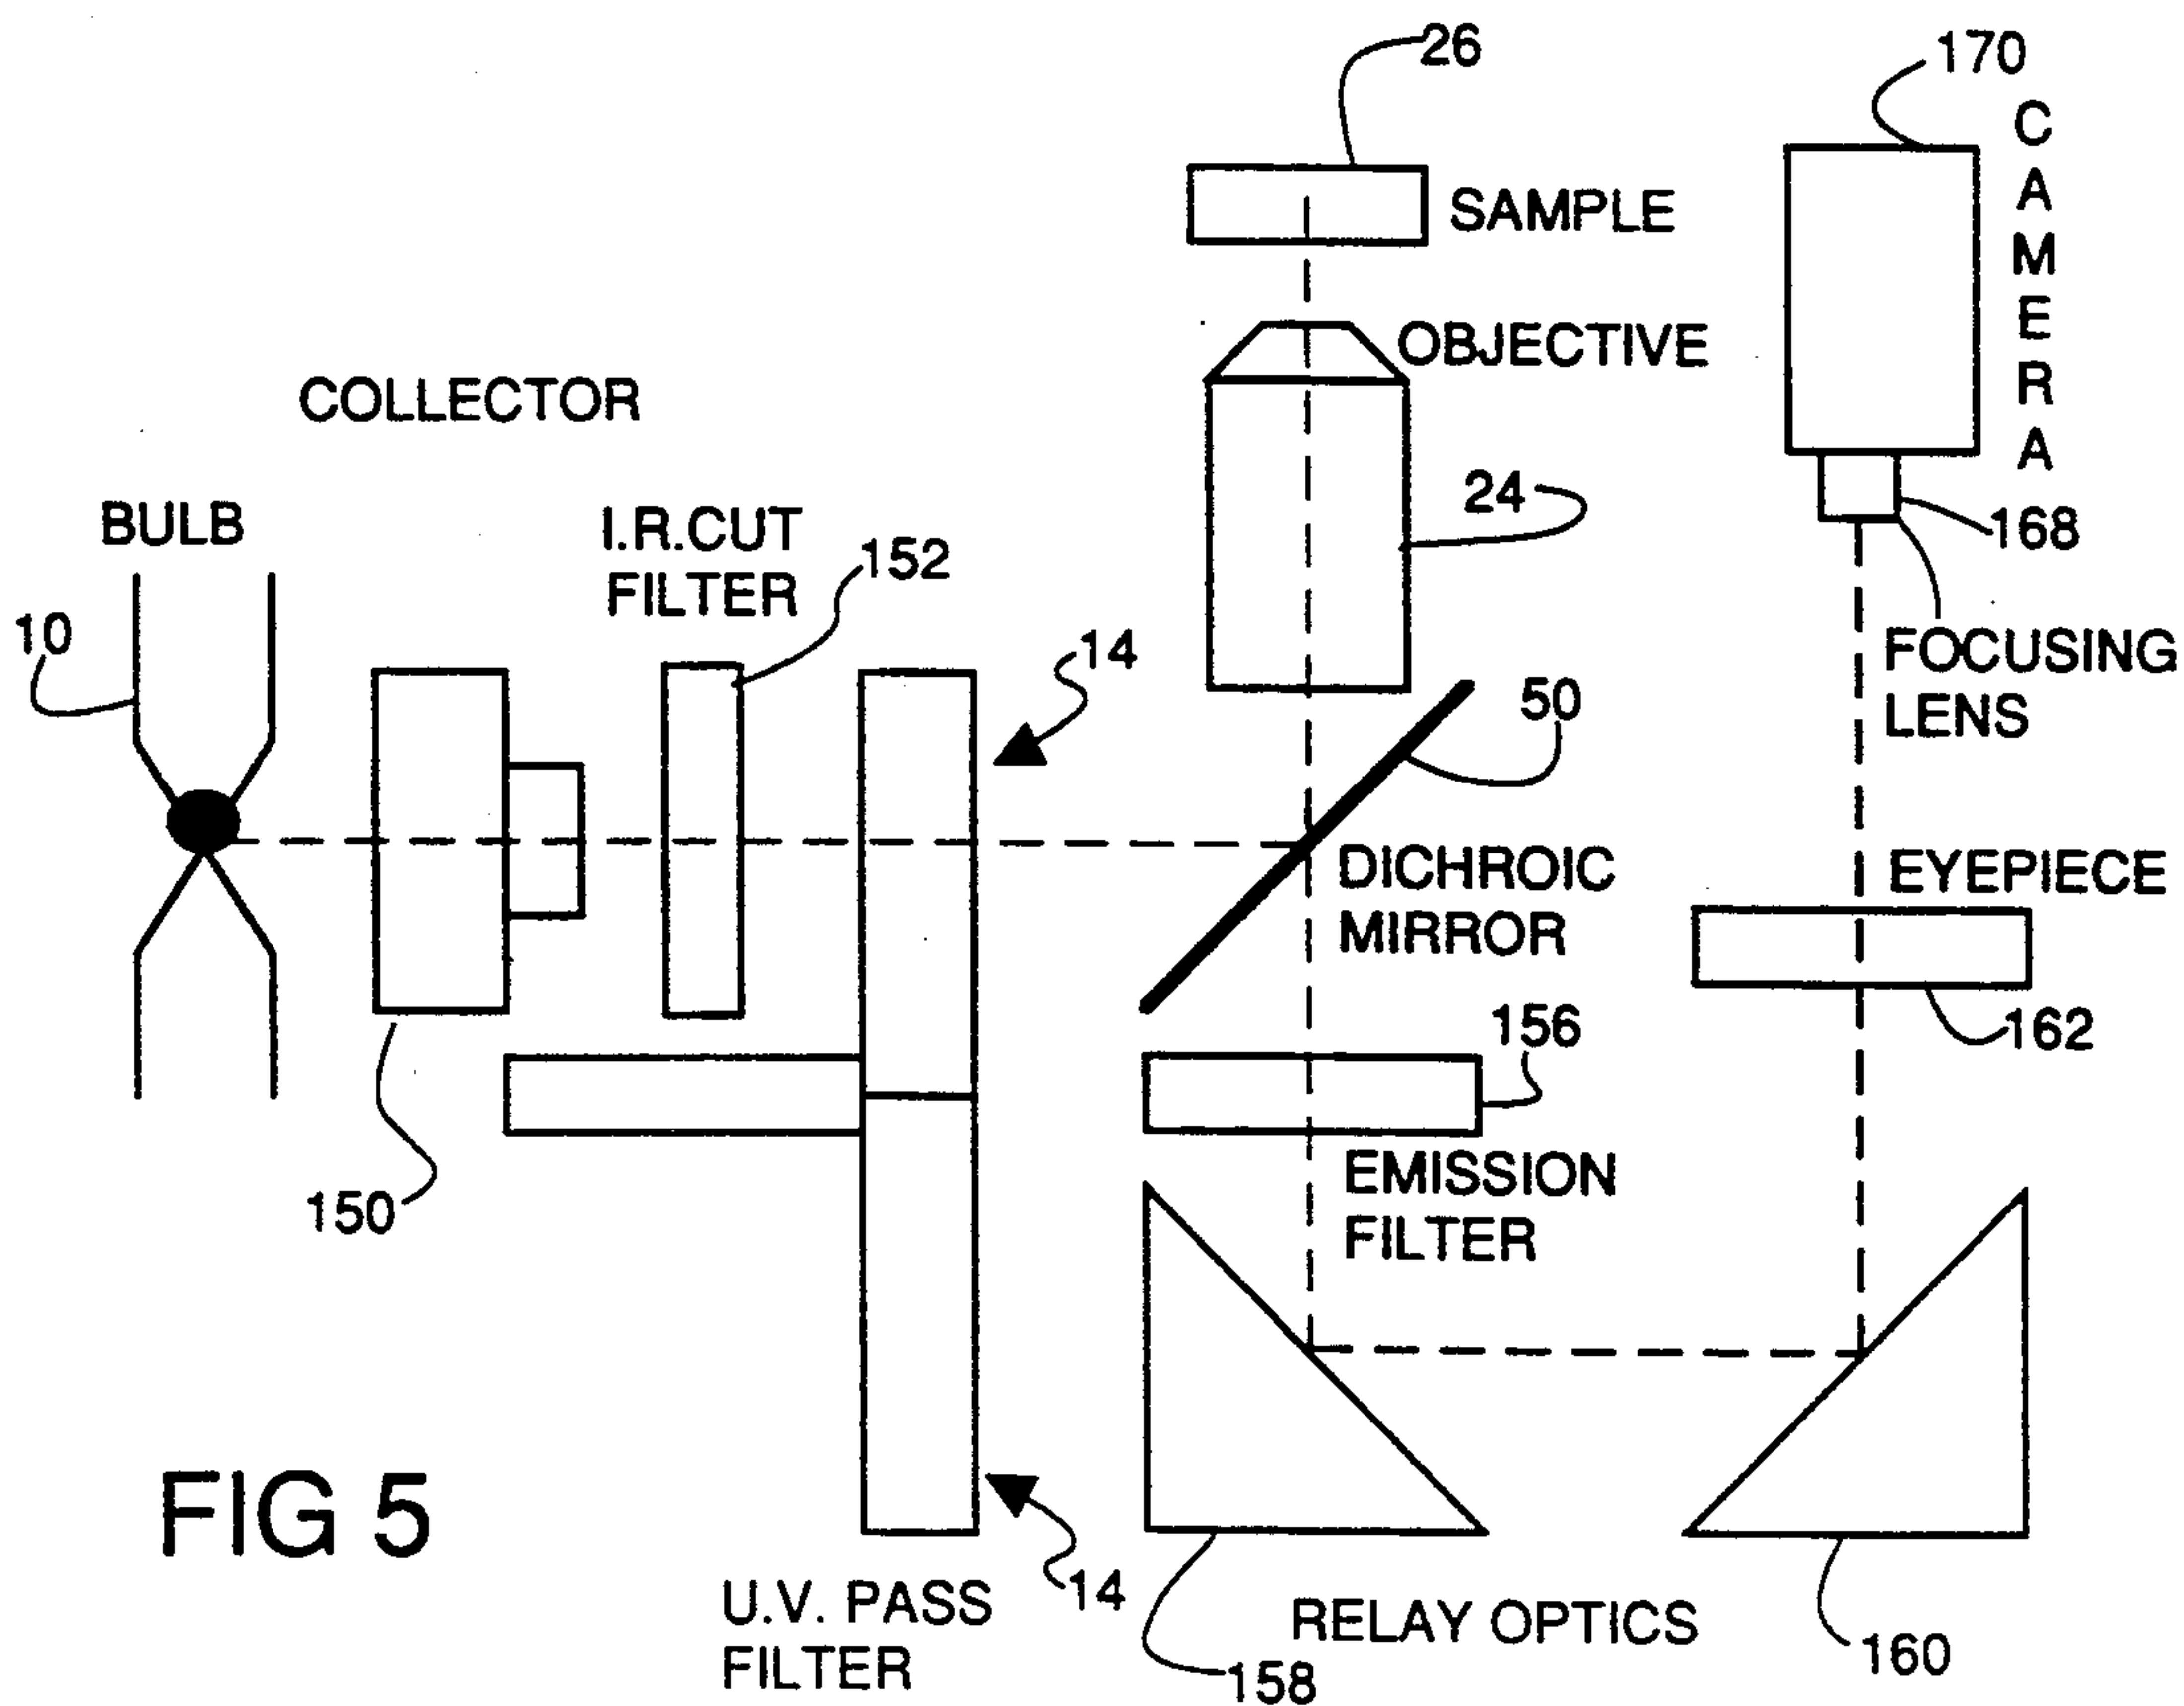 26
170
CAMERA
SAMPLE
OBJECTIVE
COLLECTOR
24
BULB
I.R.CUT
FILTER
152
168
10
14
FOCUSING
LENS
50
DICHROIC
MIRROR
EYEPIECE
156
162
150
EMISSION
FILTER
FIG 5
14
U.V. PASS
FILTER
RELAY OPTICS
158
160